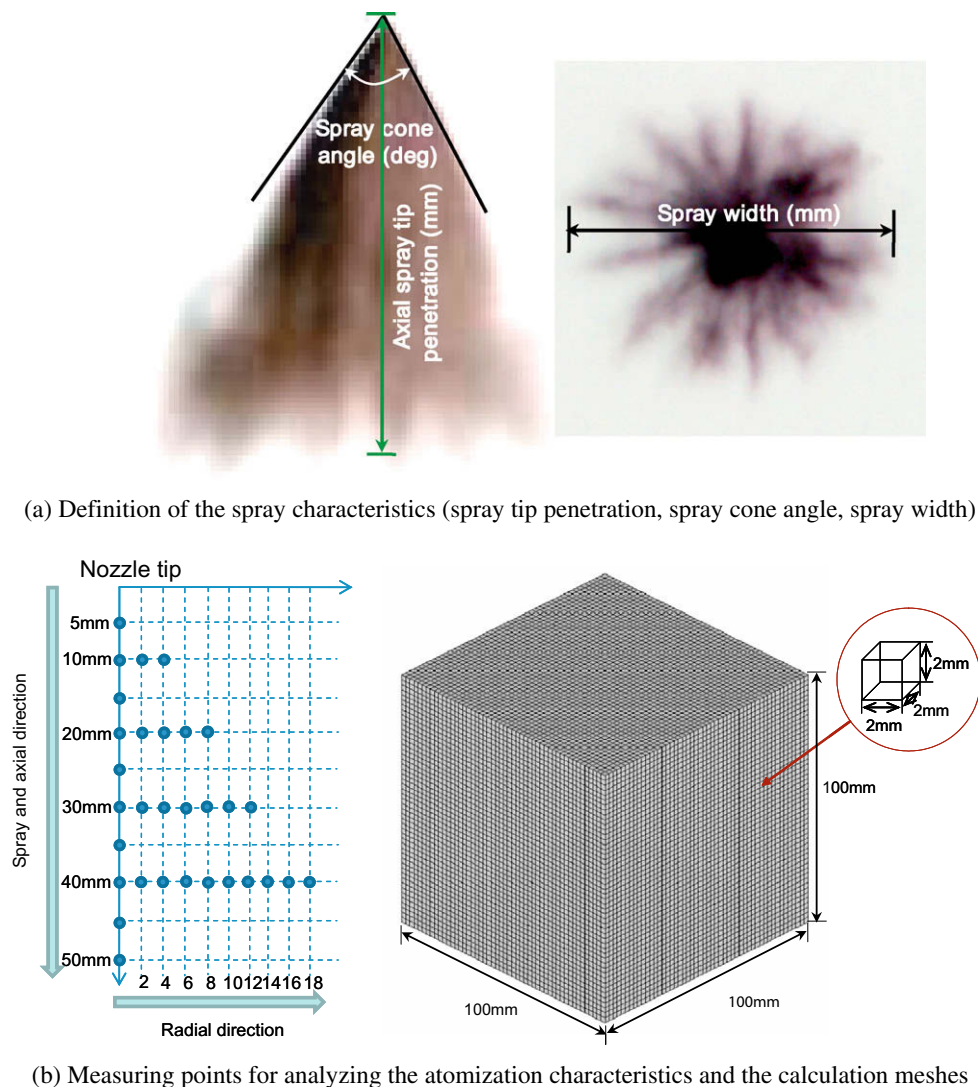 Spray cone
angle (deg)
Axial spray tip
penetration (mm)
Spray width (mm)
(a) Definition of the spray characteristics (spray tip penetration, spray cone angle, spray width)
Nozzle tip
Spray and axial direction
5mm
10mm
20mm
30mm
40mm
50mm
2 4 6 8 10 12 14 16 18
Radial direction
2mm
2mm
2mm
100mm
100mm
100mm
(b) Measuring points for analyzing the atomization characteristics and the calculation meshes